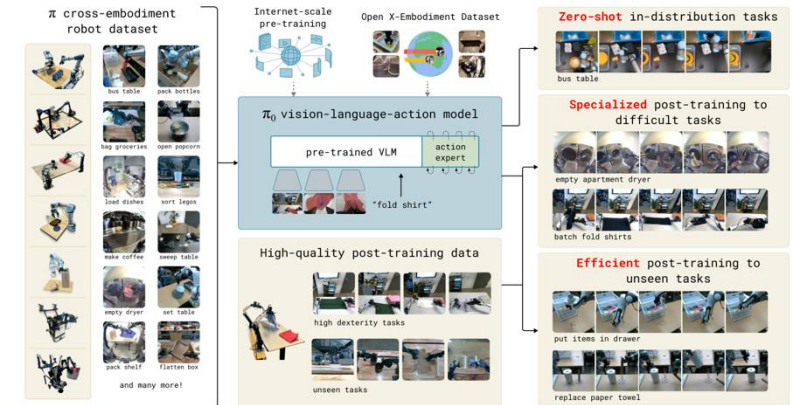 π cross-embodiment
robot dataset
bus table
pack bottles
bag groceries
open popcorn
load dishes
sort legos
make coffee
sweep table
empty dryer
set table
pack shelf
flatten box
and many more!
Internet-scale
pre-training
Open X-Embodiment Dataset
π₀ vision-language-action model
pre-trained VLM
action
expert
"fold shirt"
High-quality post-training data
high dexterity tasks
unseen tasks
Zero-shot in-distribution tasks
bus table
Specialized post-training to
difficult tasks
empty apartment dryer
batch fold shirts
Efficient post-training to
unseen tasks
put items in drawer
replace paper towel